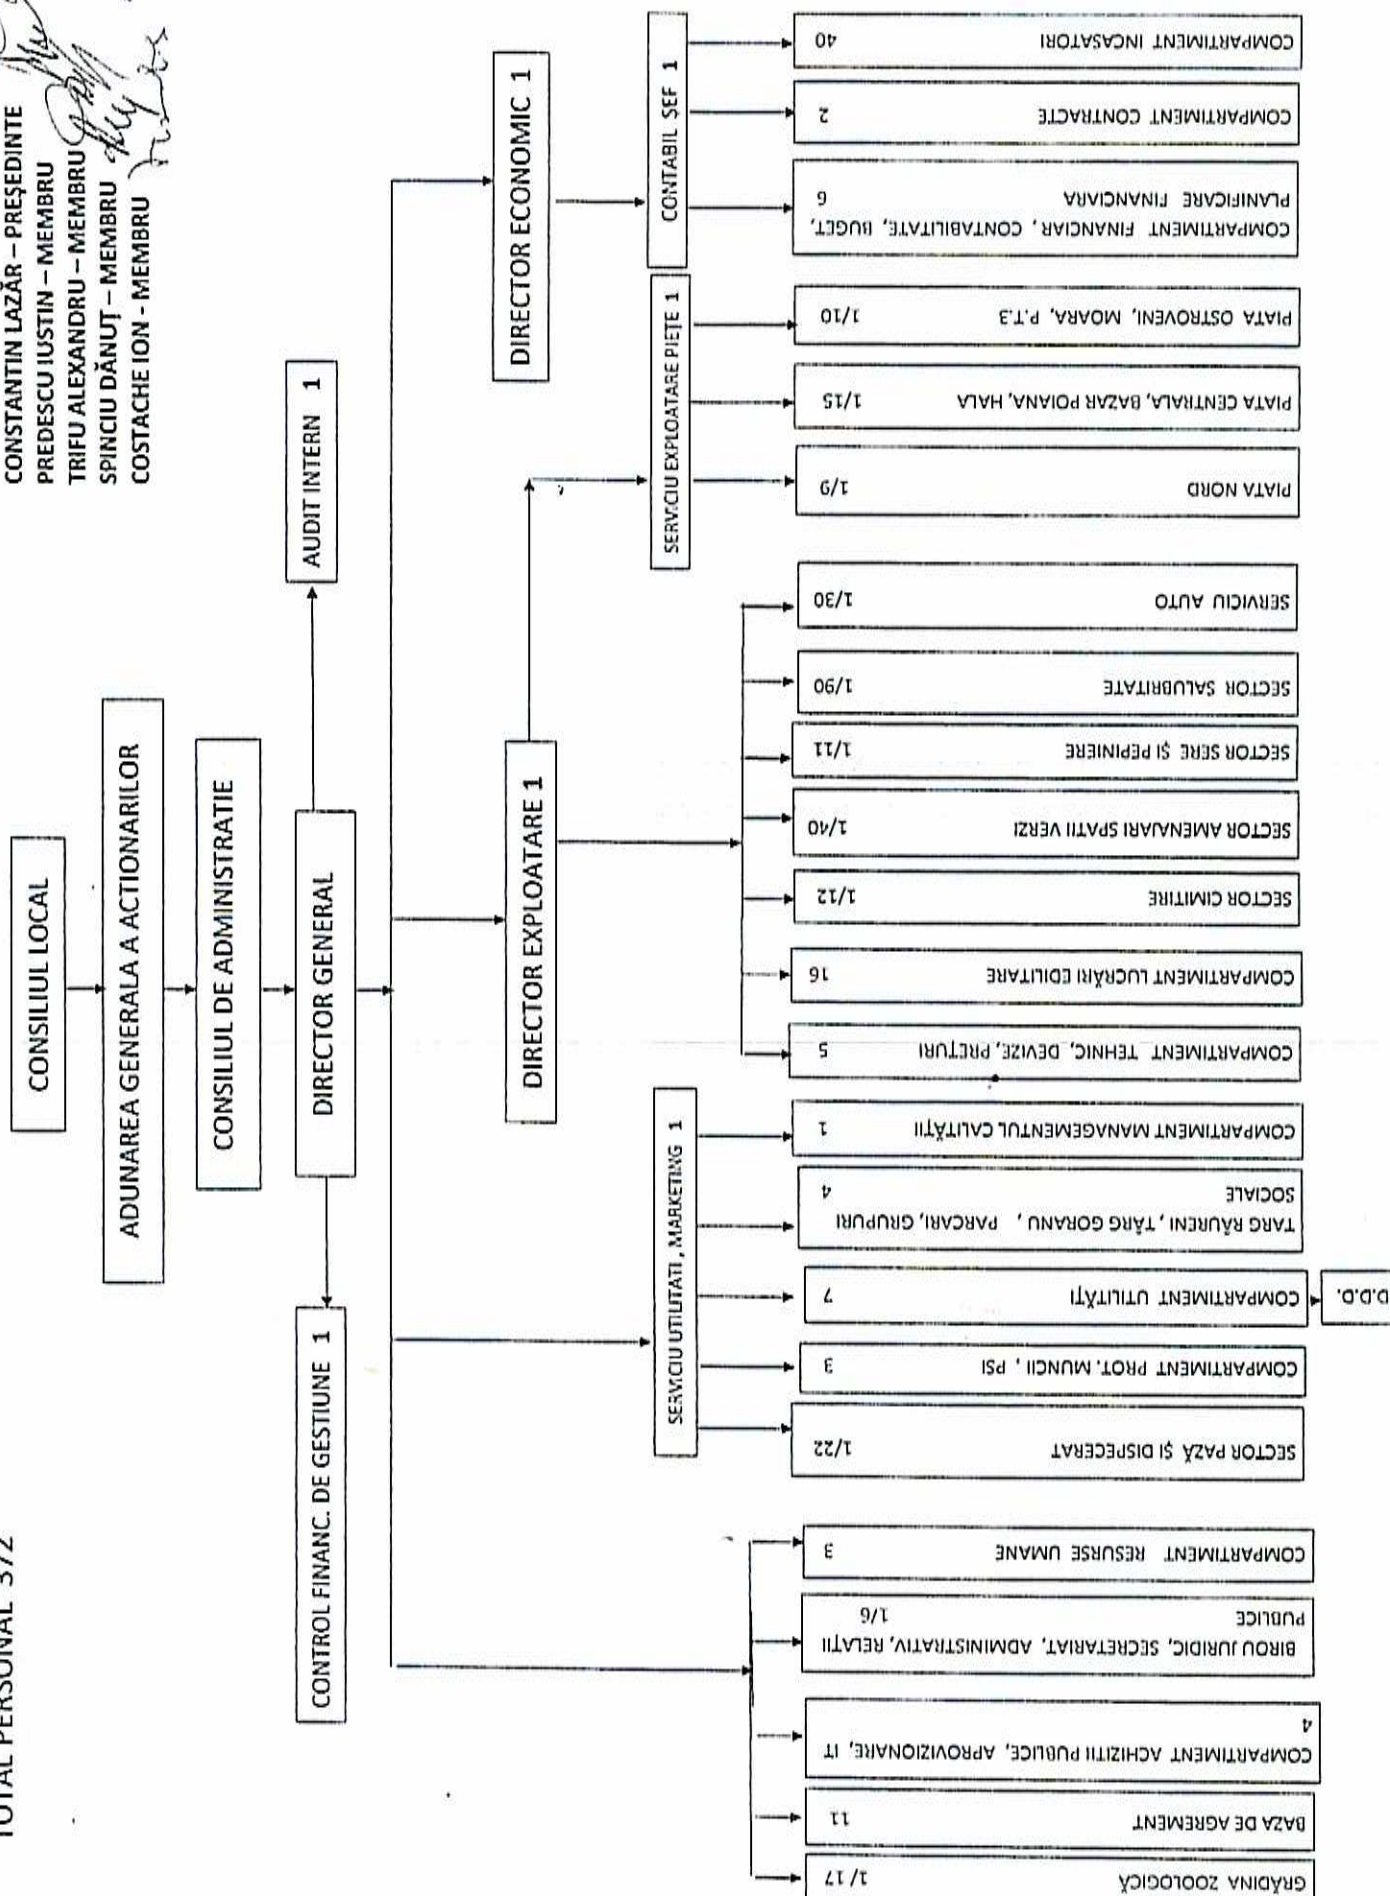 TOTAL PERSONAL 372
CONSTANTIN LAZĂR – PREŞEDINTE
PREDESCU IUSTIN – MEMBRU
TRIFU ALEXANDRU – MEMBRU
SPINCIU DĂNUŢ – MEMBRU
COSTACHE ION - MEMBRU
CONSILIUL LOCAL
ADUNAREA GENERALA A ACTIONARILOR
CONSILIUL DE ADMINISTRATIE
DIRECTOR GENERAL
CONTROL FINANC. DE GESTIUNE 1
AUDIT INTERN 1
DIRECTOR EXPLOATARE 1
DIRECTOR ECONOMIC 1
SERVICIU UTILITATI , MARKETING 1
SERVICIU EXPLOATARE PIEŢE 1
CONTABIL ŞEF 1
GRĂDINA ZOOLOGICĂ 1/17
BAZA DE AGREMENT 11
COMPARTIMENT ACHIZITII PUBLICE, APROVIZIONARE, IT
4
BIROU JURIDIC, SECRETARIAT, ADMINISTRATIV, RELAŢII
PUBLICE 1/6
COMPARTIMENT RESURSE UMANE 3
SECTOR PAZĂ ŞI DISPECERAT 1/22
COMPARTIMENT PROT. MUNCII , PSI 3
COMPARTIMENT UTILITĂŢI 7
D.D.D.
TARG RÂURENI , TÂRG GORANU , PARCARI, GRUPURI
SOCIALE 4
COMPARTIMENT MANAGEMENTUL CALITĂŢII 1
COMPARTIMENT TEHNIC, DEVIZE, PREŢURI 5
COMPARTIMENT LUCRĂRI EDILITARE 16
SECTOR CIMITIRE 1/12
SECTOR AMENAJARI SPATII VERZI 1/40
SECTOR SERE ŞI PEPINIERE 1/11
SECTOR SALUBRITATE 1/90
SERVICIU AUTO 1/30
PIATA NORD 1/9
PIATA CENTRALA, BAZAR POIANA, HALA 1/15
PIATA OSTROVENI, MOARA, P.T.3 1/10
COMPARTIMENT FINANCIAR , CONTABILITATE, BUGET,
PLANIFICARE FINANCIARA 6
COMPARTIMENT CONTRACTE 2
COMPARTIMENT INCASATORI 40